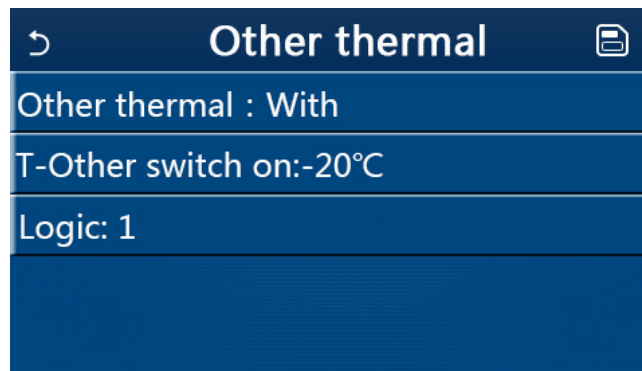 Other thermal
Other thermal : With
T-Other switch on:-20℃
Logic: 1